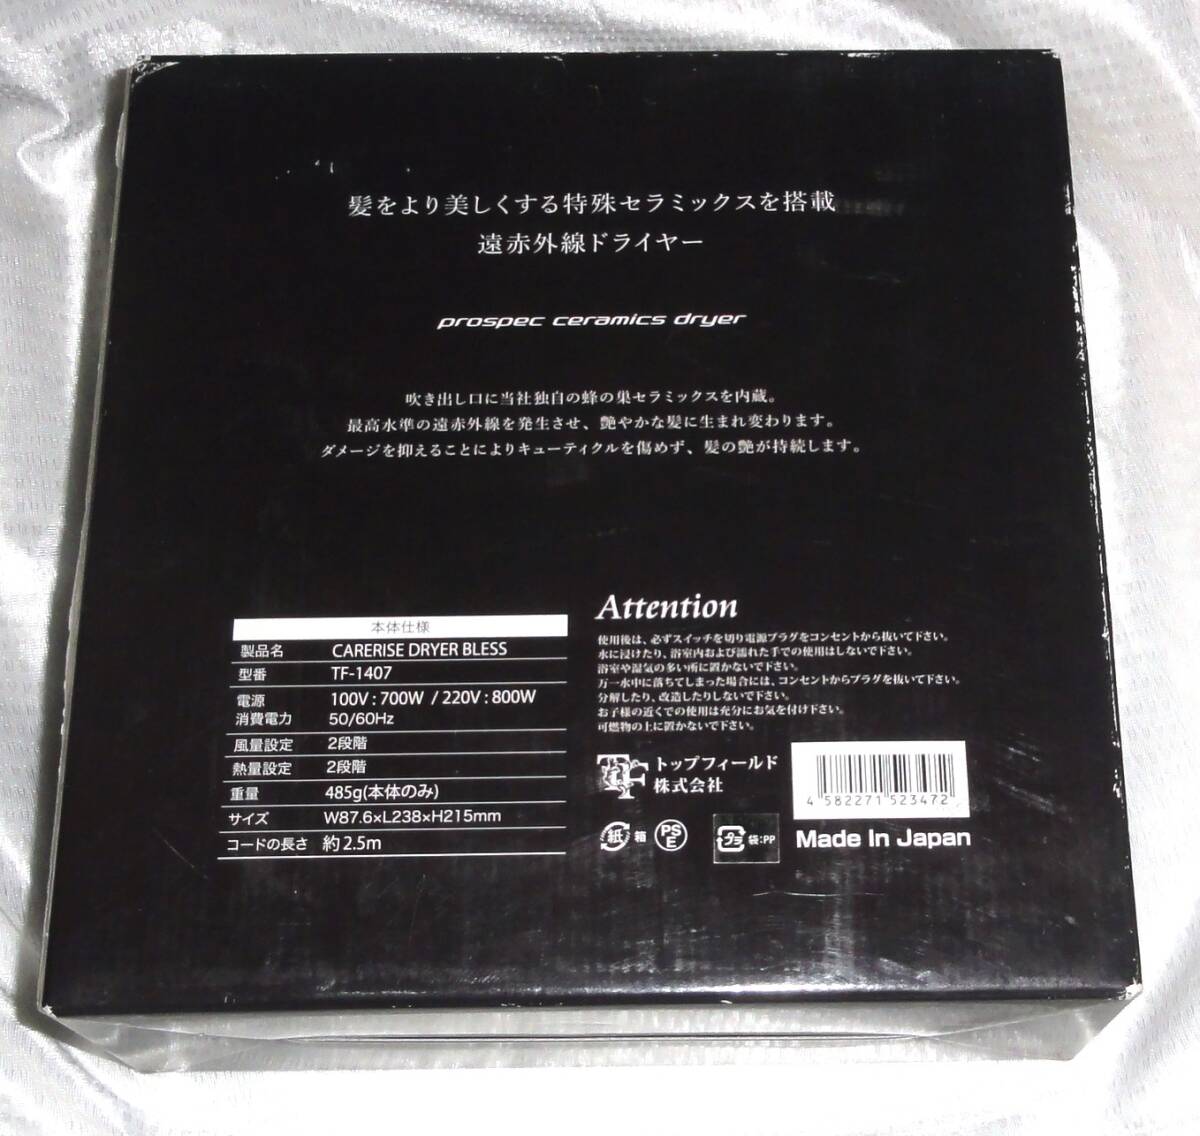 髪をより美しくする特殊セラミックスを搭載
遠赤外線ドライヤー
prospec ceramics dryer
吹き出し口に当社独自の蜂の巣セラミックスを内蔵。
最高水準の遠赤外線を発生させ、艶やかな髪に生まれ変わります。
ダメージを抑えることによりキューティクルを傷めず、髪の艶が持続します。
本体仕様
製品名 CARERISE DRYER BLESS
型番 TF-1407
電源 100V : 700W / 220V : 800W
消費電力 50/60Hz
風量設定 2段階
熱量設定 2段階
重量 485g(本体のみ)
サイズ W87.6×L238×H215mm
コードの長さ 約2.5m
Attention
使用後は、必ずスイッチを切り電源プラグをコンセントから抜いて下さい。
水に浸けたり、浴室内および濡れた手での使用はしないで下さい。
浴室や湿気の多い所に置かないで下さい。
万一水中に落ちてしまった場合には、コンセントからプラグを抜いて下さい。
分解したり、改造したりしないで下さい。
お子様の近くでの使用は充分にお気を付け下さい。
可燃物の上に置かないで下さい。
TF トップフィールド
株式会社
4 582271 523472
紙 箱 PSE プラ 袋:PP
Made In Japan